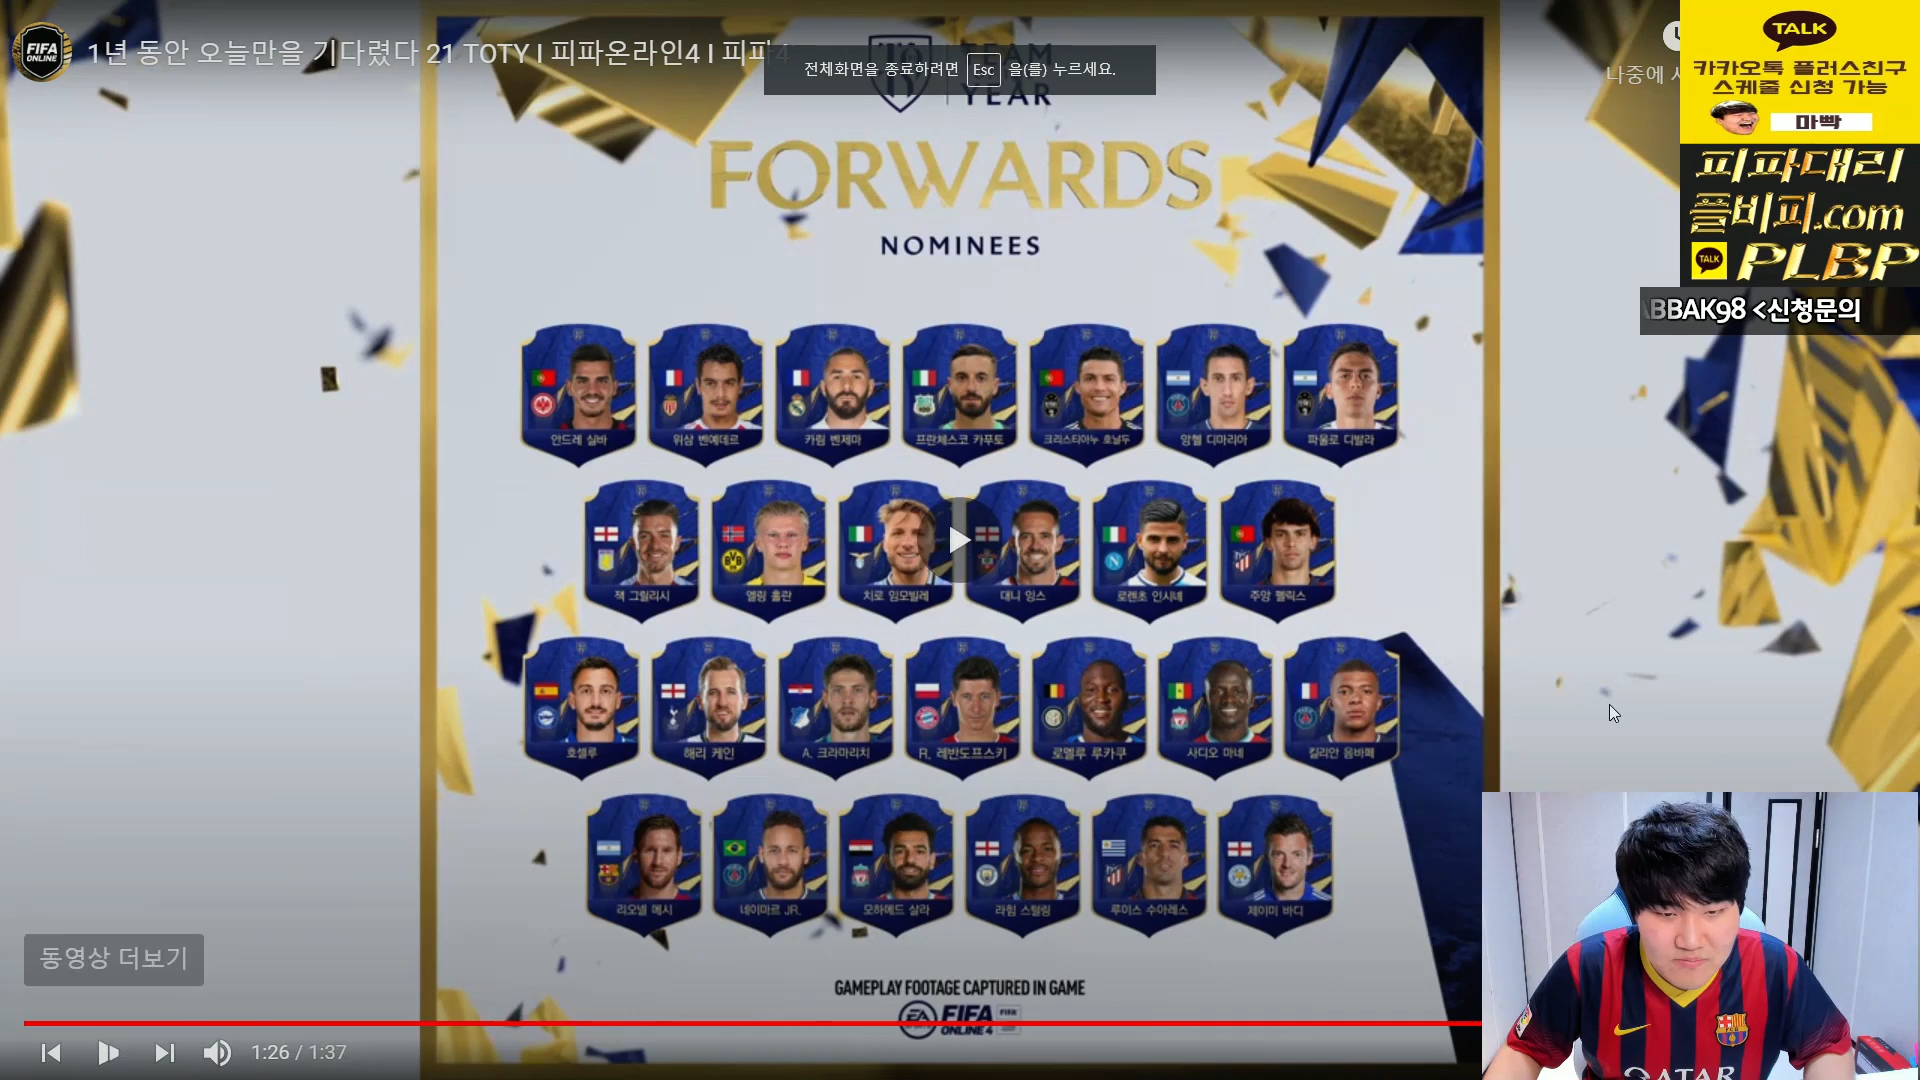 FIFA ONLINE
1년 동안 오늘만을 기다렸다 21 TOTY I 피파온라인4 I 피파4
전체화면을 종료하려면 Esc 을(를) 누르세요.
TEAM
YEAR
나중에
TALK
카카오톡 플러스친구
스케줄 신청 가능
마빡
피파대리
플비피.com
TALK PLBP
ABBAK98 <신청문의
FORWARDS
NOMINEES
안드레 실바
위삼 벤예데르
카림 벤제마
프란체스코 카푸토
크리스티아누 호날두
앙헬 디마리아
파울로 디발라
잭 그릴리시
엘링 홀란
치로 임모빌레
대니 잉스
로렌초 인시녜
주앙 펠릭스
호셀루
해리 케인
A. 크라마리치
R. 레반도프스키
로멜루 루카쿠
사디오 마네
킬리안 음바페
리오넬 메시
네이마르 JR.
모하메드 살라
라힘 스털링
루이스 수아레스
제이미 바디
동영상 더보기
GAMEPLAY FOOTAGE CAPTURED IN GAME
EA FIFA ONLINE 4
1:26 / 1:37
QATAR